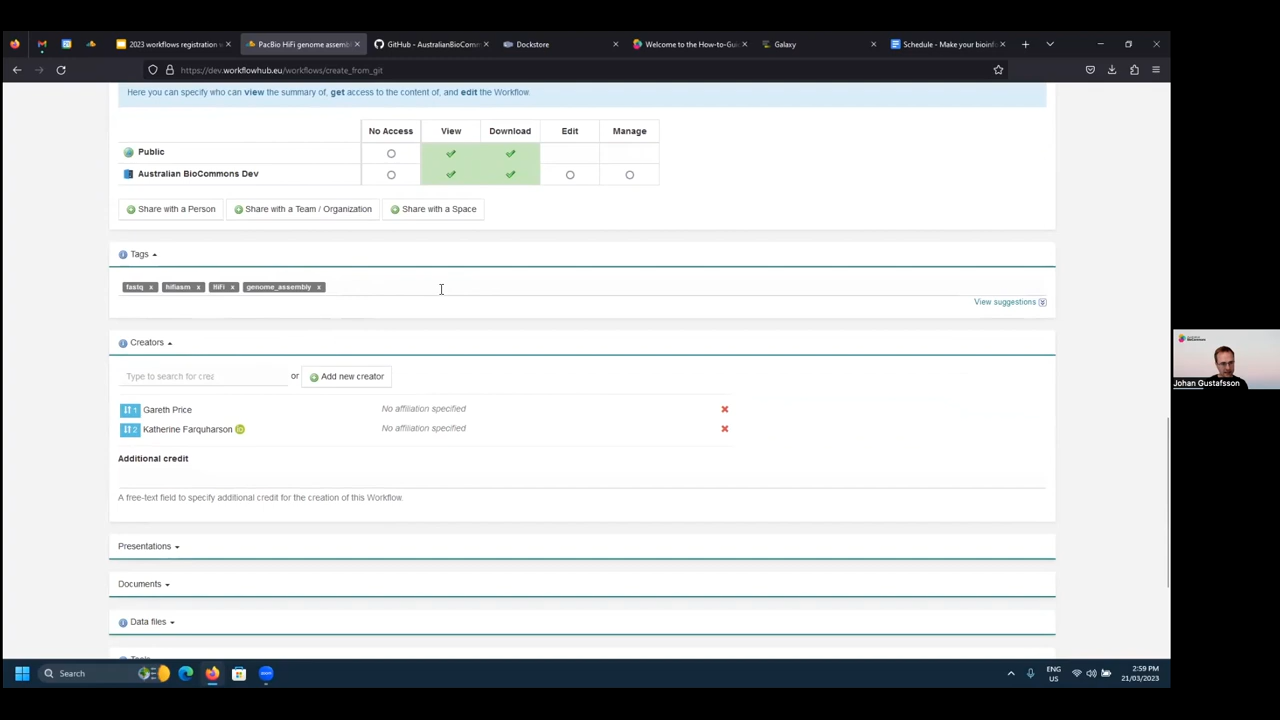 2023 workflows registration w
PacBio HiFi genome assembl
GitHub - AustralianBioComm
Dockstore
Welcome to the How-to-Gui
Galaxy
Schedule - Make your bioinf
https://dev.workflowhub.eu/workflows/create_from_git
Here you can specify who can view the summary of, get access to the content of, and edit the Workflow.
No Access View Download Edit Manage
Public
Australian BioCommons Dev
Share with a Person Share with a Team / Organization Share with a Space
Tags
fastq x hifiasm x HiFi x genome_assembly x
View suggestions
Creators
Type to search for crea or Add new creator
1 Gareth Price No affiliation specified
2 Katherine Farquharson iD No affiliation specified
Additional credit
A free-text field to specify additional credit for the creation of this Workflow.
Presentations
Documents
Data files
Tools
Johan Gustafsson
Search
zoom
ENG
US
2:59 PM
21/03/2023